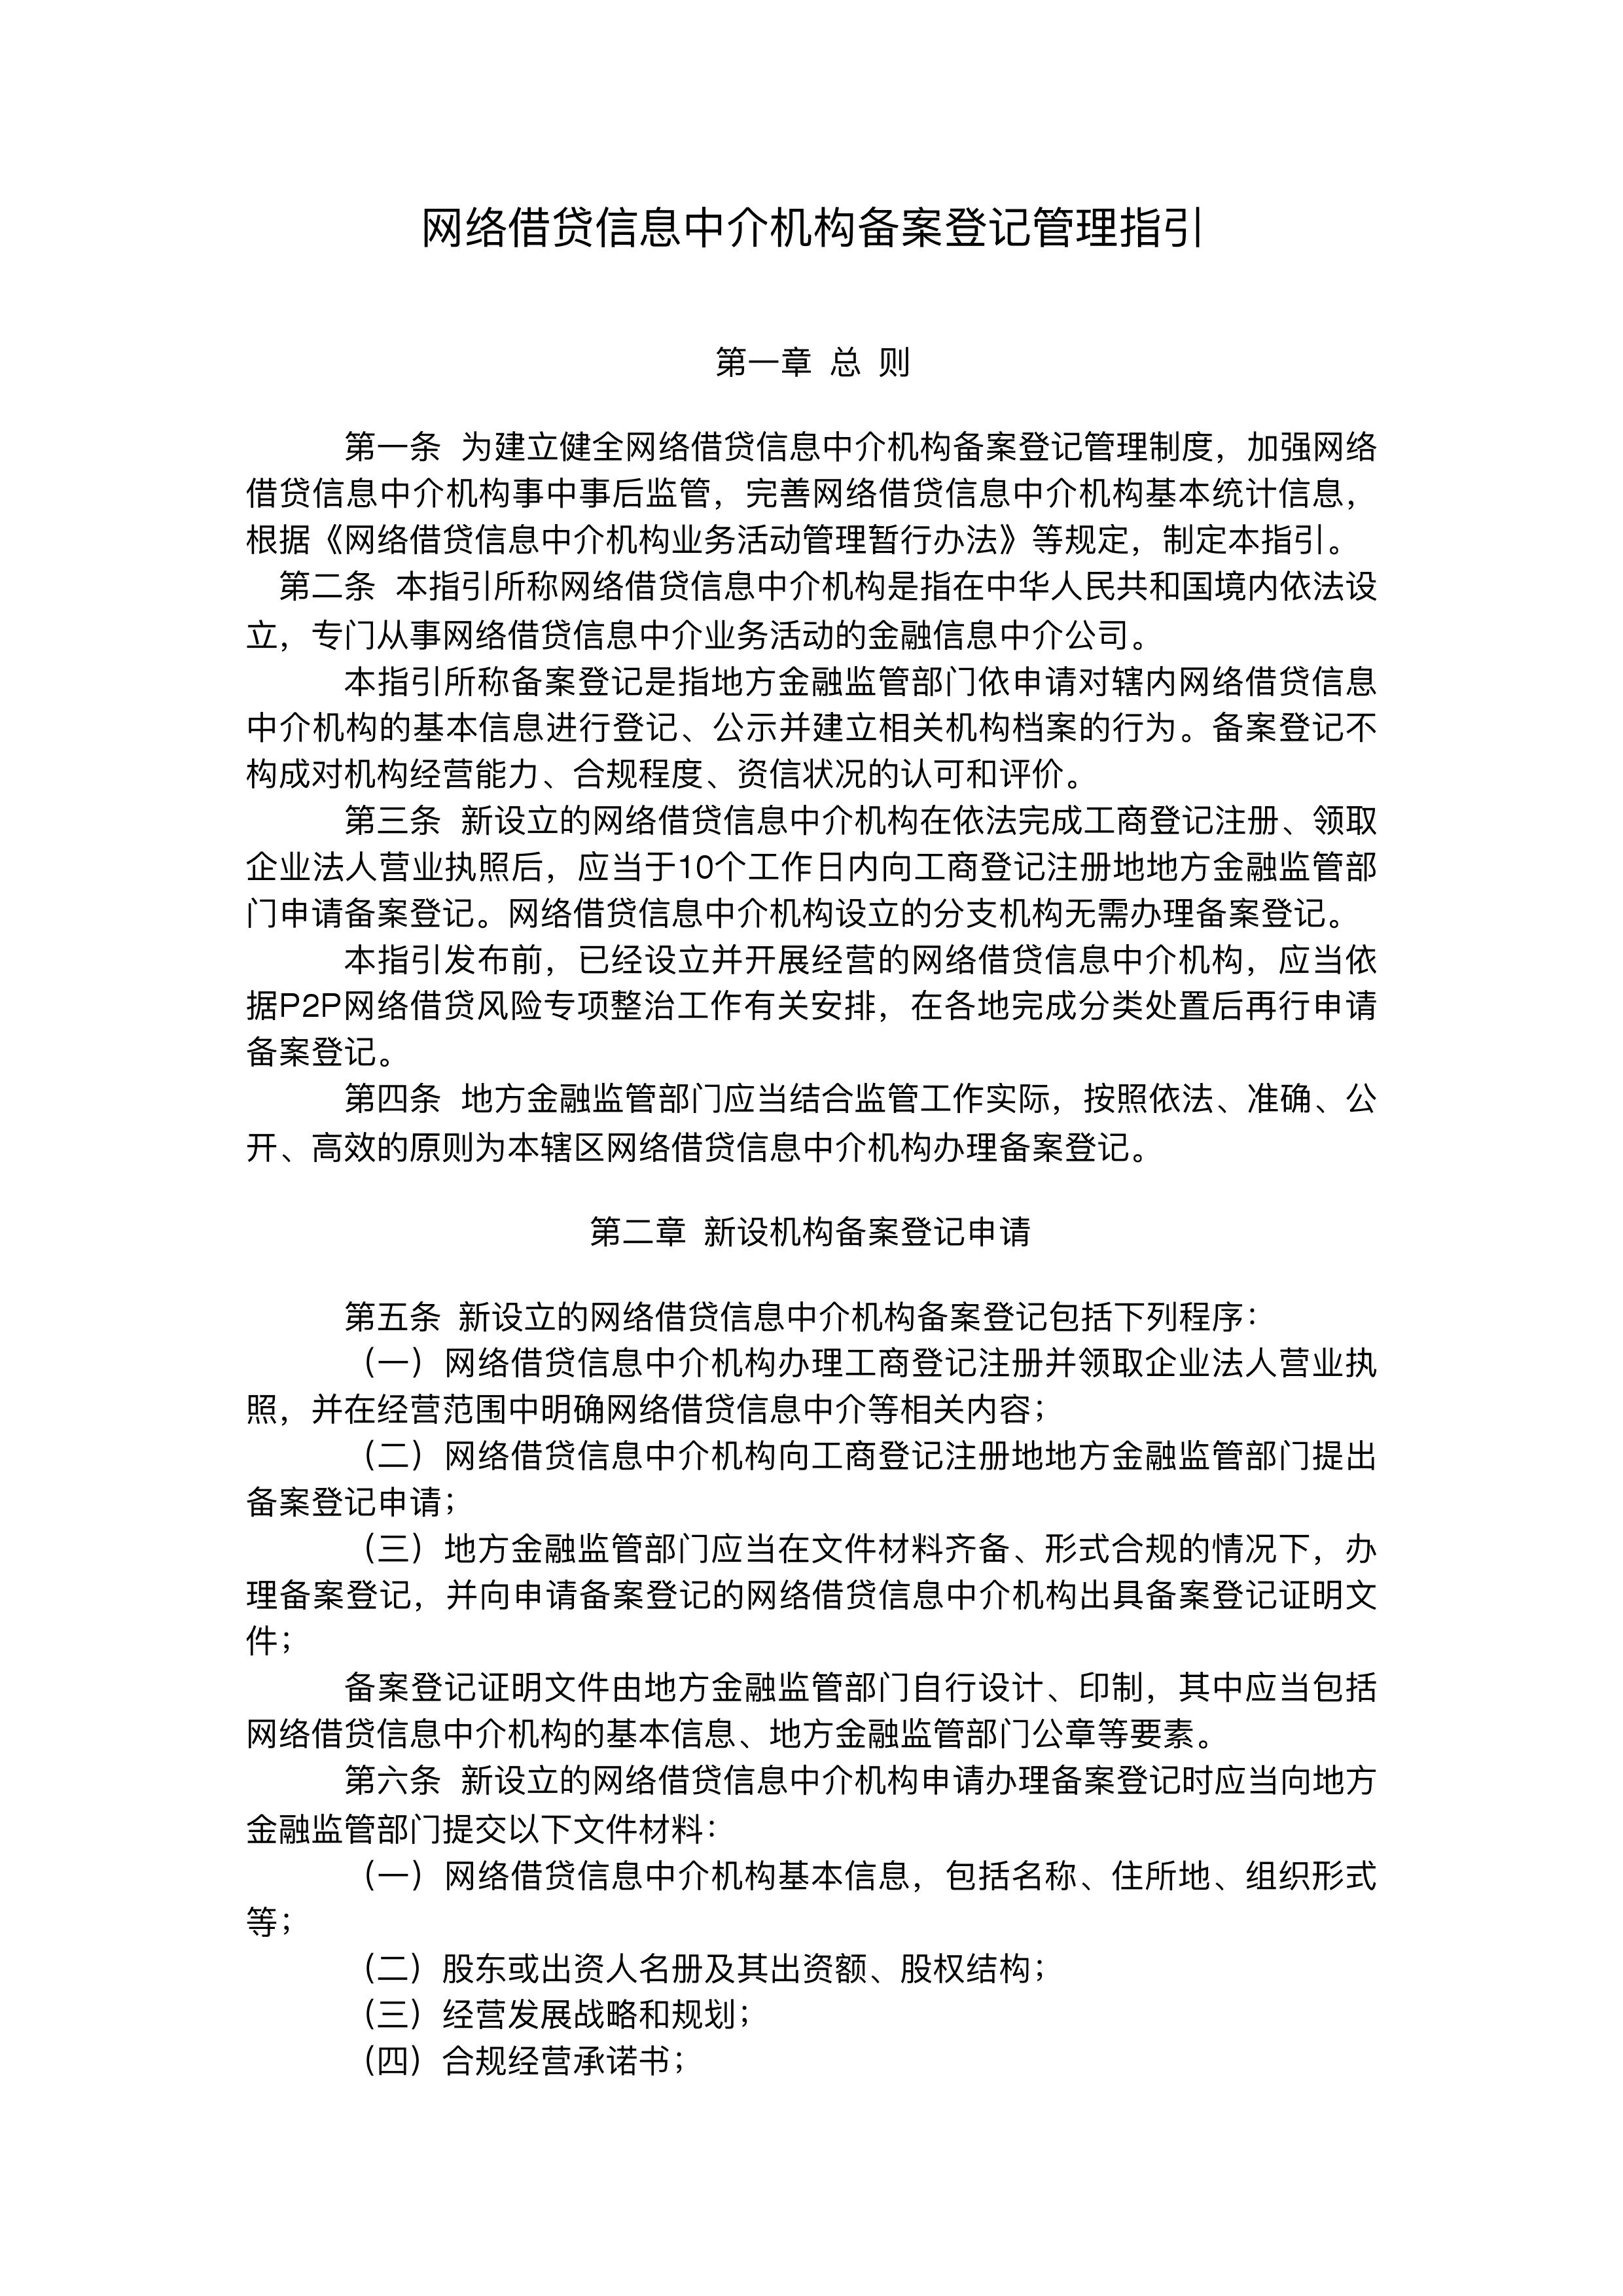 网络借贷信息中介机构备案登记管理指引
第一章 总 则
第一条 为建立健全网络借贷信息中介机构备案登记管理制度，加强网络
借贷信息中介机构事中事后监管，完善网络借贷信息中介机构基本统计信息，
根据《网络借贷信息中介机构业务活动管理暂行办法》等规定，制定本指引。
第二条 本指引所称网络借贷信息中介机构是指在中华人民共和国境内依法设
立，专门从事网络借贷信息中介业务活动的金融信息中介公司。
本指引所称备案登记是指地方金融监管部门依申请对辖内网络借贷信息
中介机构的基本信息进行登记、公示并建立相关机构档案的行为。备案登记不
构成对机构经营能力、合规程度、资信状况的认可和评价。
第三条 新设立的网络借贷信息中介机构在依法完成工商登记注册、领取
企业法人营业执照后，应当于10个工作日内向工商登记注册地地方金融监管部
门申请备案登记。网络借贷信息中介机构设立的分支机构无需办理备案登记。
本指引发布前，已经设立并开展经营的网络借贷信息中介机构，应当依
据P2P网络借贷风险专项整治工作有关安排，在各地完成分类处置后再行申请
备案登记。
第四条 地方金融监管部门应当结合监管工作实际，按照依法、准确、公
开、高效的原则为本辖区网络借贷信息中介机构办理备案登记。
第二章 新设机构备案登记申请
第五条 新设立的网络借贷信息中介机构备案登记包括下列程序：
（一）网络借贷信息中介机构办理工商登记注册并领取企业法人营业执
照，并在经营范围中明确网络借贷信息中介等相关内容；
（二）网络借贷信息中介机构向工商登记注册地地方金融监管部门提出
备案登记申请；
（三）地方金融监管部门应当在文件材料齐备、形式合规的情况下，办
理备案登记，并向申请备案登记的网络借贷信息中介机构出具备案登记证明文
件；
备案登记证明文件由地方金融监管部门自行设计、印制，其中应当包括
网络借贷信息中介机构的基本信息、地方金融监管部门公章等要素。
第六条 新设立的网络借贷信息中介机构申请办理备案登记时应当向地方
金融监管部门提交以下文件材料：
（一）网络借贷信息中介机构基本信息，包括名称、住所地、组织形式
等；
（二）股东或出资人名册及其出资额、股权结构；
（三）经营发展战略和规划；
（四）合规经营承诺书；